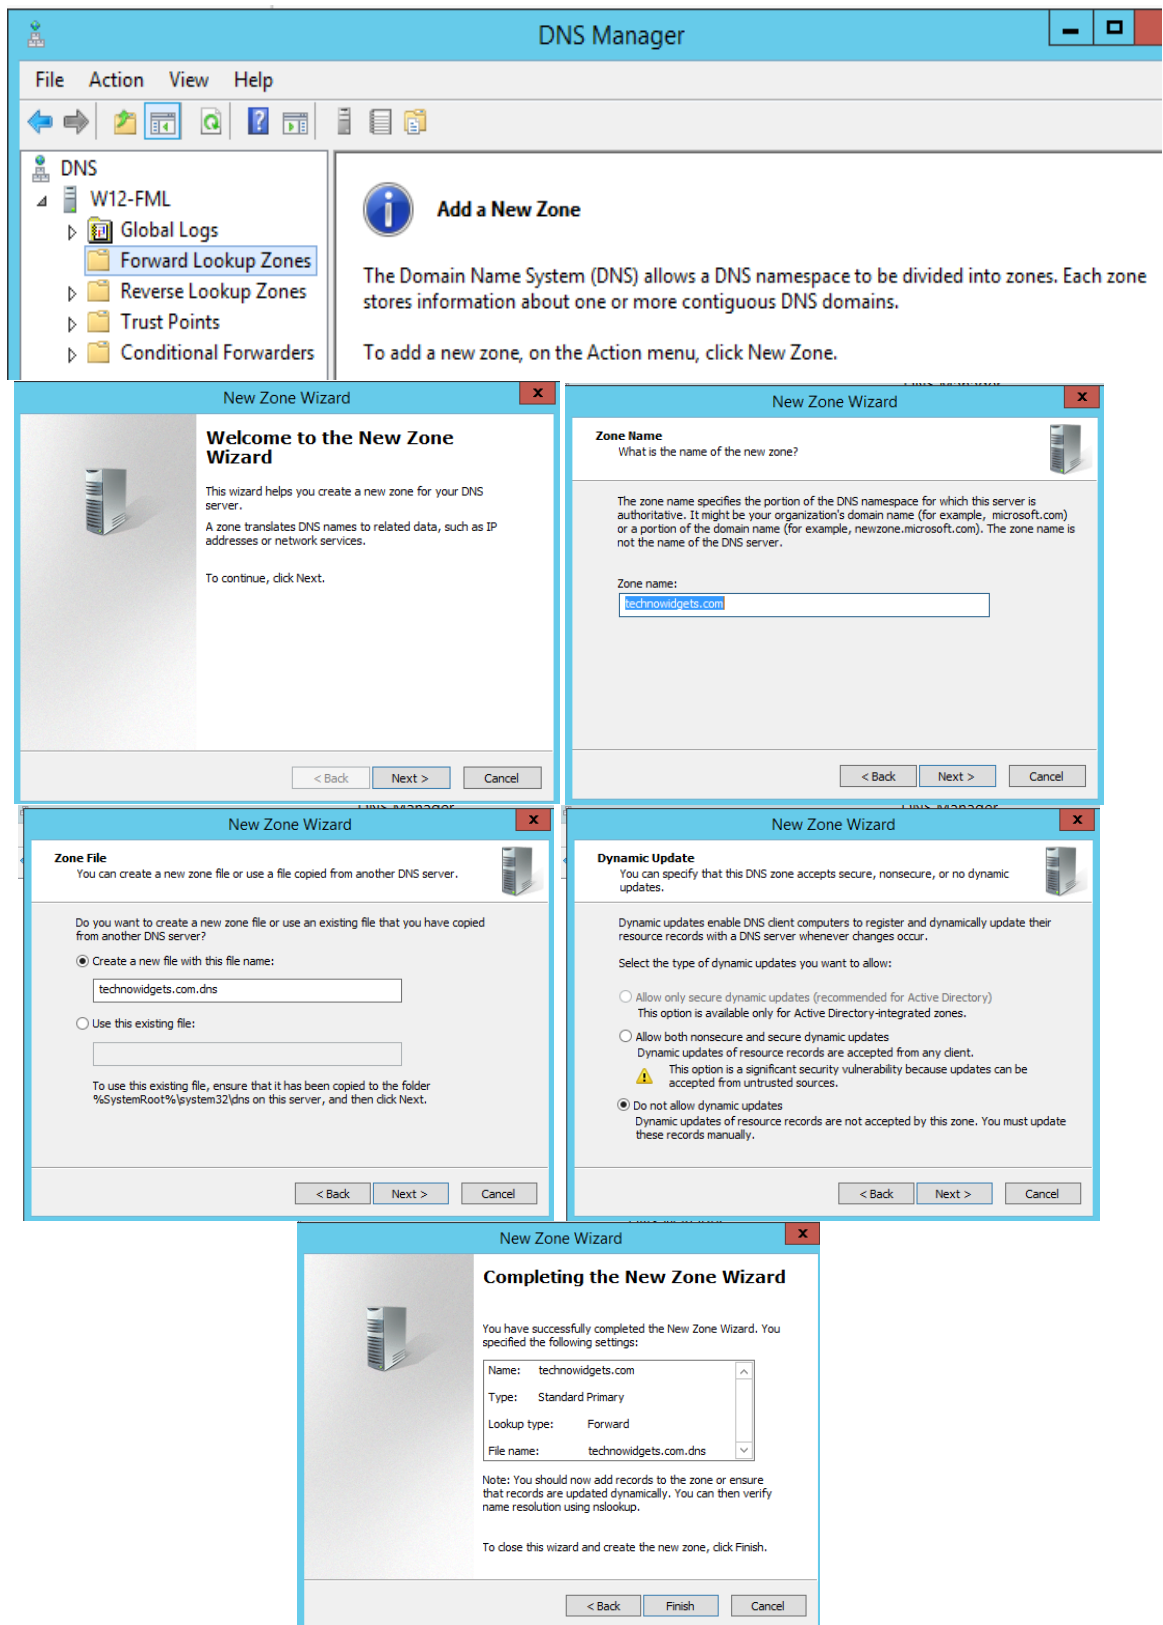 DNS Manager
File Action View Help
DNS
W12-FML
Global Logs
Forward Lookup Zones
Reverse Lookup Zones
Trust Points
Conditional Forwarders
Add a New Zone
The Domain Name System (DNS) allows a DNS namespace to be divided into zones. Each zone
stores information about one or more contiguous DNS domains.
To add a new zone, on the Action menu, click New Zone.
New Zone Wizard
Welcome to the New Zone
Wizard
This wizard helps you create a new zone for your DNS
server.
A zone translates DNS names to related data, such as IP
addresses or network services.
To continue, click Next.
< Back Next > Cancel
New Zone Wizard
Zone Name
What is the name of the new zone?
The zone name specifies the portion of the DNS namespace for which this server is
authoritative. It might be your organization's domain name (for example, microsoft.com)
or a portion of the domain name (for example, newzone.microsoft.com). The zone name is
not the name of the DNS server.
Zone name:
technowidgets.com
< Back Next > Cancel
New Zone Wizard
Zone File
You can create a new zone file or use a file copied from another DNS server.
Do you want to create a new zone file or use an existing file that you have copied
from another DNS server?
Create a new file with this file name:
technowidgets.com.dns
Use this existing file:
To use this existing file, ensure that it has been copied to the folder
%SystemRoot%\system32\dns on this server, and then click Next.
< Back Next > Cancel
New Zone Wizard
Dynamic Update
You can specify that this DNS zone accepts secure, nonsecure, or no dynamic
updates.
Dynamic updates enable DNS client computers to register and dynamically update their
resource records with a DNS server whenever changes occur.
Select the type of dynamic updates you want to allow:
Allow only secure dynamic updates (recommended for Active Directory)
This option is available only for Active Directory-integrated zones.
Allow both nonsecure and secure dynamic updates
Dynamic updates of resource records are accepted from any client.
This option is a significant security vulnerability because updates can be
accepted from untrusted sources.
Do not allow dynamic updates
Dynamic updates of resource records are not accepted by this zone. You must update
these records manually.
< Back Next > Cancel
New Zone Wizard
Completing the New Zone Wizard
You have successfully completed the New Zone Wizard. You
specified the following settings:
Name: technowidgets.com
Type: Standard Primary
Lookup type: Forward
File name: technowidgets.com.dns
Note: You should now add records to the zone or ensure
that records are updated dynamically. You can then verify
name resolution using nslookup.
To close this wizard and create the new zone, click Finish.
< Back Finish Cancel